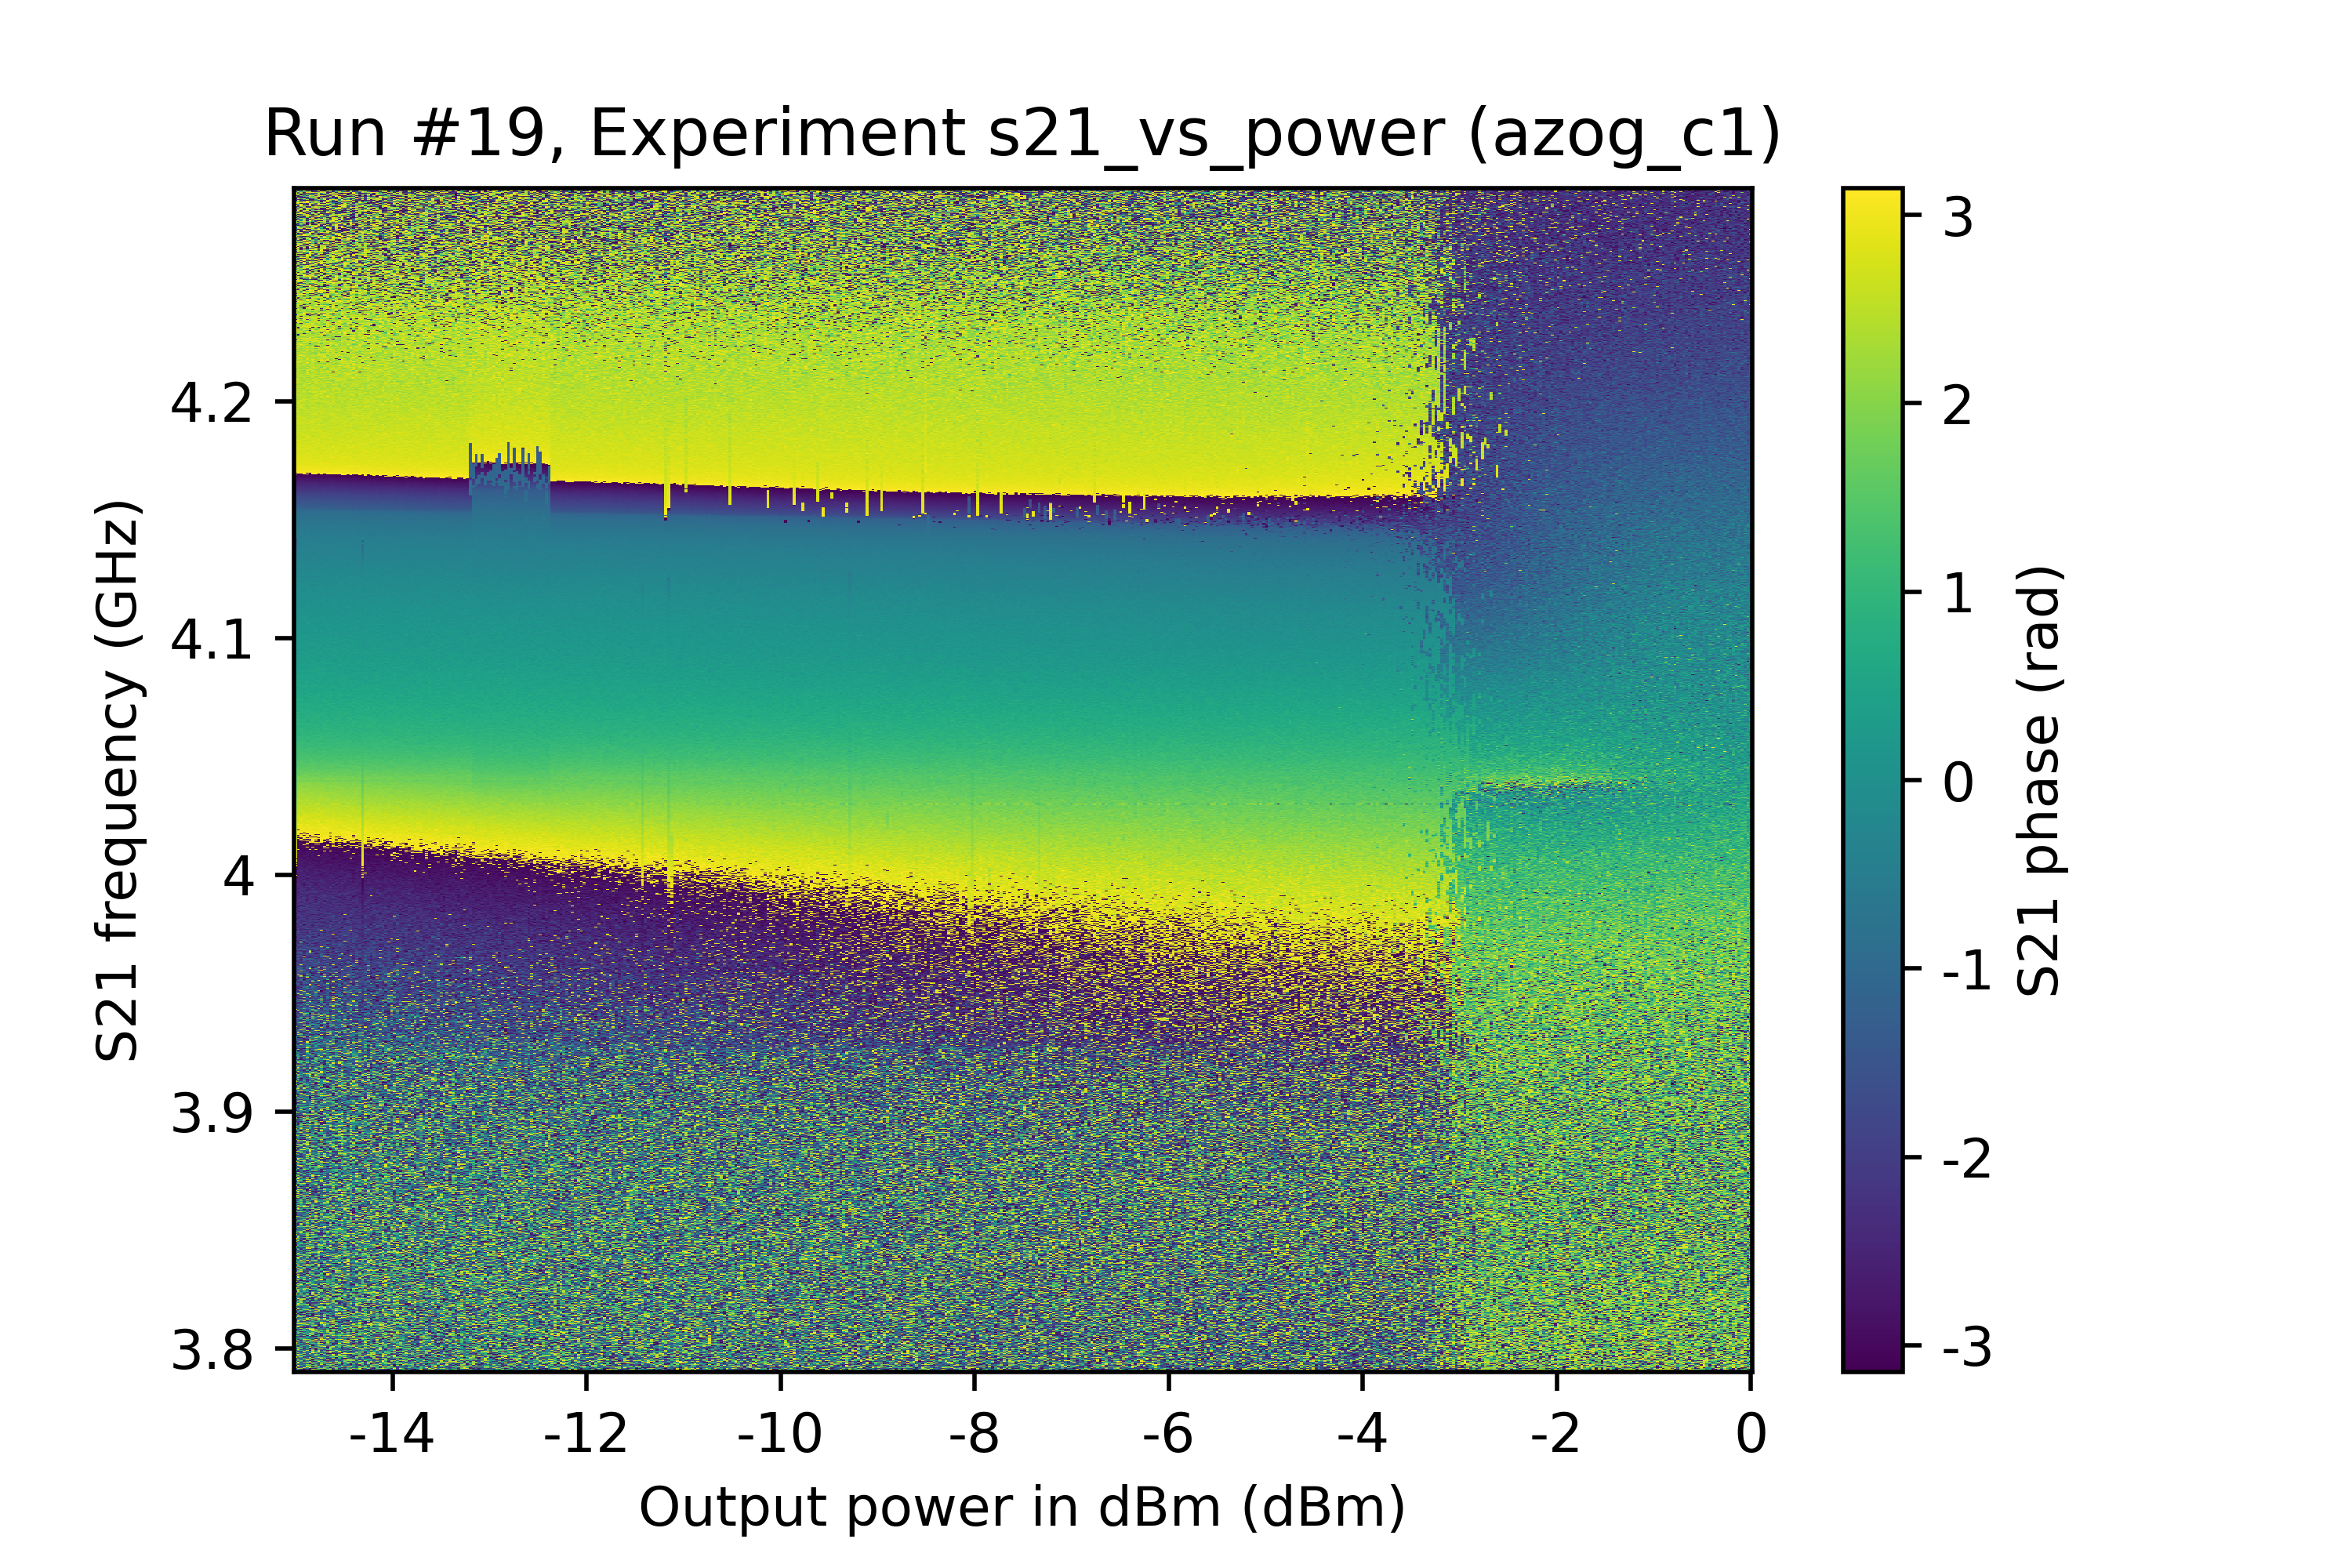 Run #19, Experiment s21_vs_power (azog_c1)
S21 frequency (GHz)
4.2
4.1
4
3.9
3.8
-14 -12 -10 -8 -6 -4 -2 0
Output power in dBm (dBm)
3
2
1
0
-1
-2
-3
S21 phase (rad)